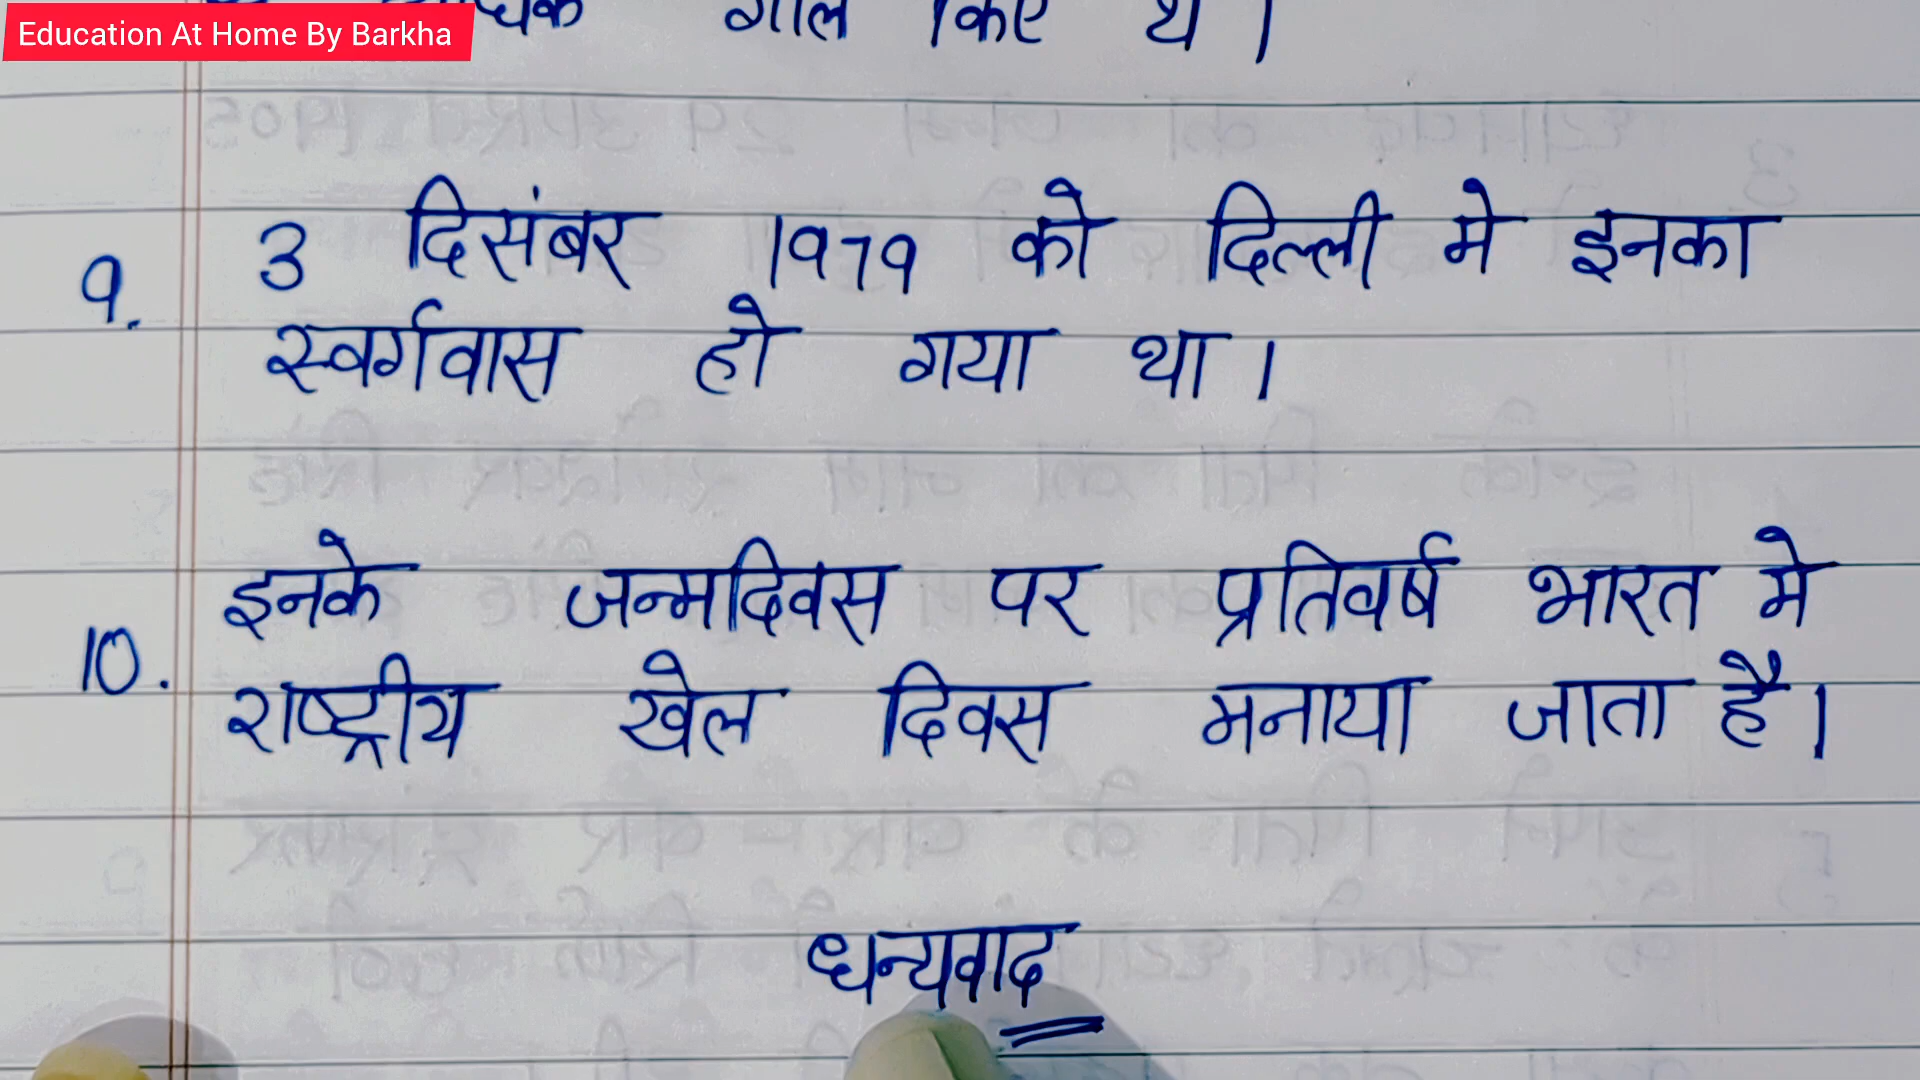 Education At Home By Barkha
गोल किए थे।
9. 3 दिसंबर 1979 को दिल्ली मे इनका
स्वर्गवास हो गया था।
10. इनके जन्मदिवस पर प्रतिवर्ष भारत मे
राष्ट्रीय खेल दिवस मनाया जाता है।
धन्यवाद